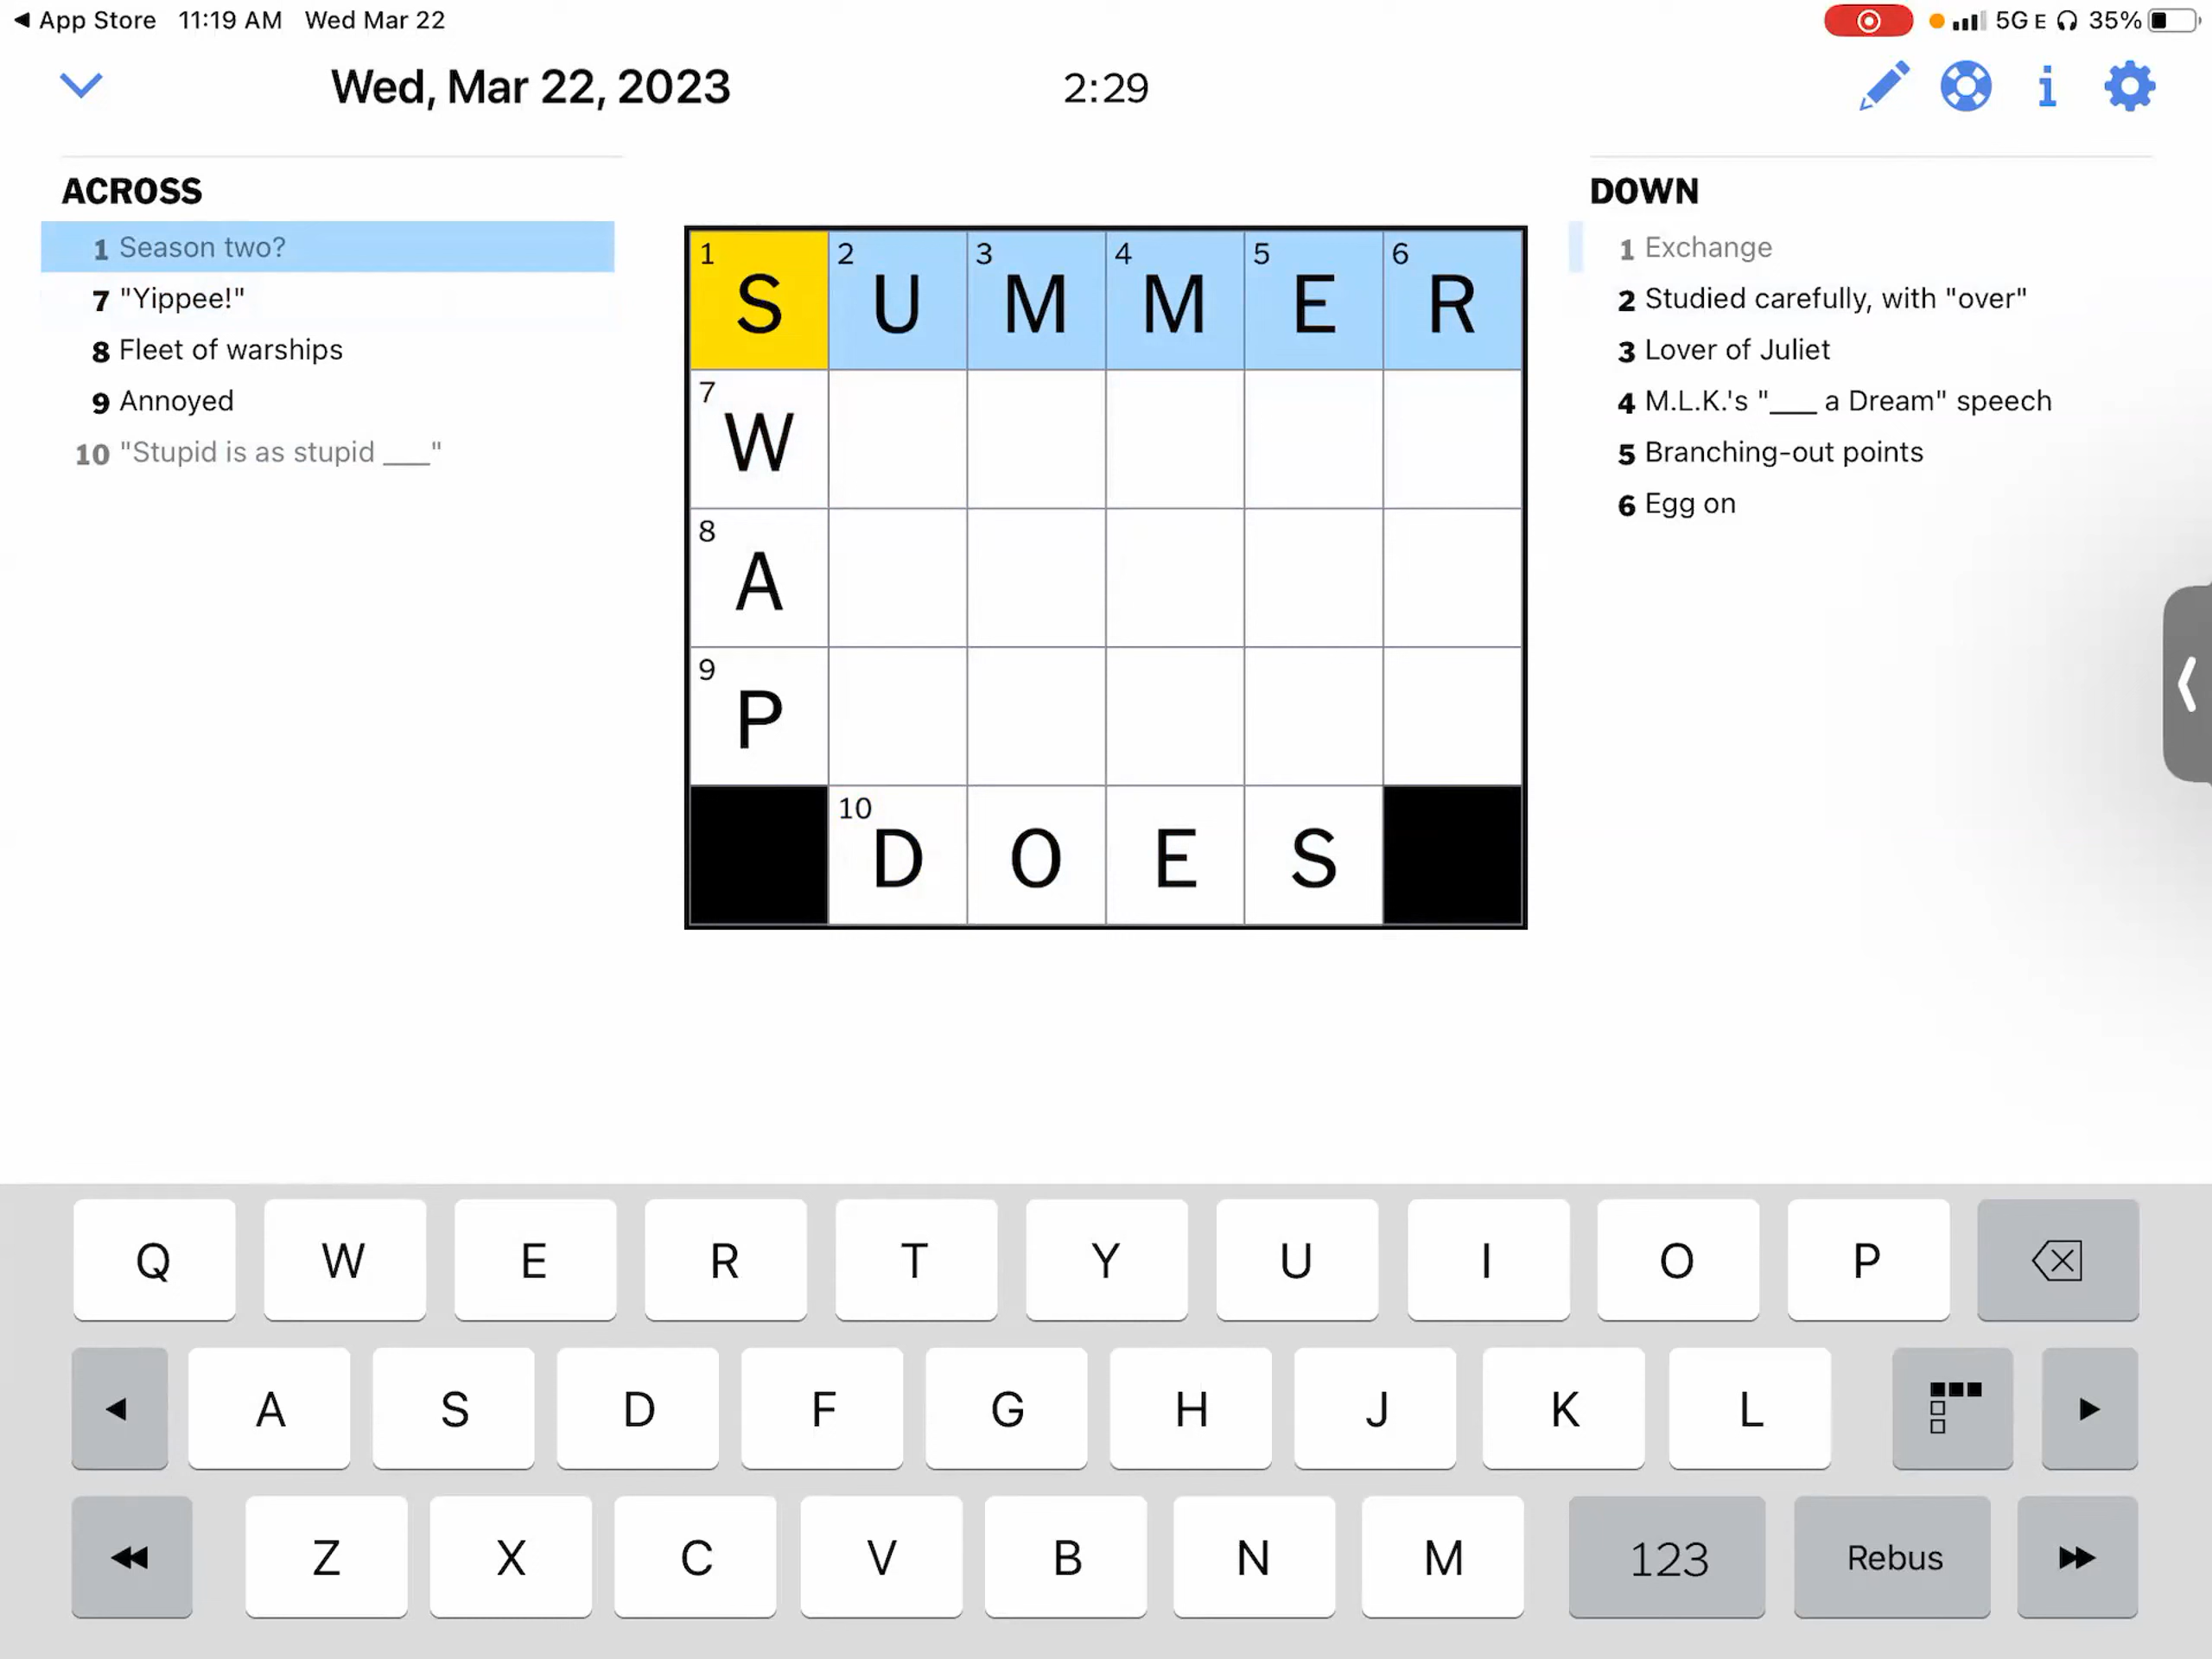 ◀ App Store 11:19 AM Wed Mar 22
5G E 35%
Wed, Mar 22, 2023
2:29
ACROSS
1 Season two?
7 "Yippee!"
8 Fleet of warships
9 Annoyed
10 "Stupid is as stupid ___"
1 S 2 U 3 M 4 M 5 E 6 R
7 W
8 A
9 P
10 D O E S
DOWN
1 Exchange
2 Studied carefully, with "over"
3 Lover of Juliet
4 M.L.K.'s "___ a Dream" speech
5 Branching-out points
6 Egg on
Q W E R T Y U I O P
A S D F G H J K L
Z X C V B N M 123 Rebus